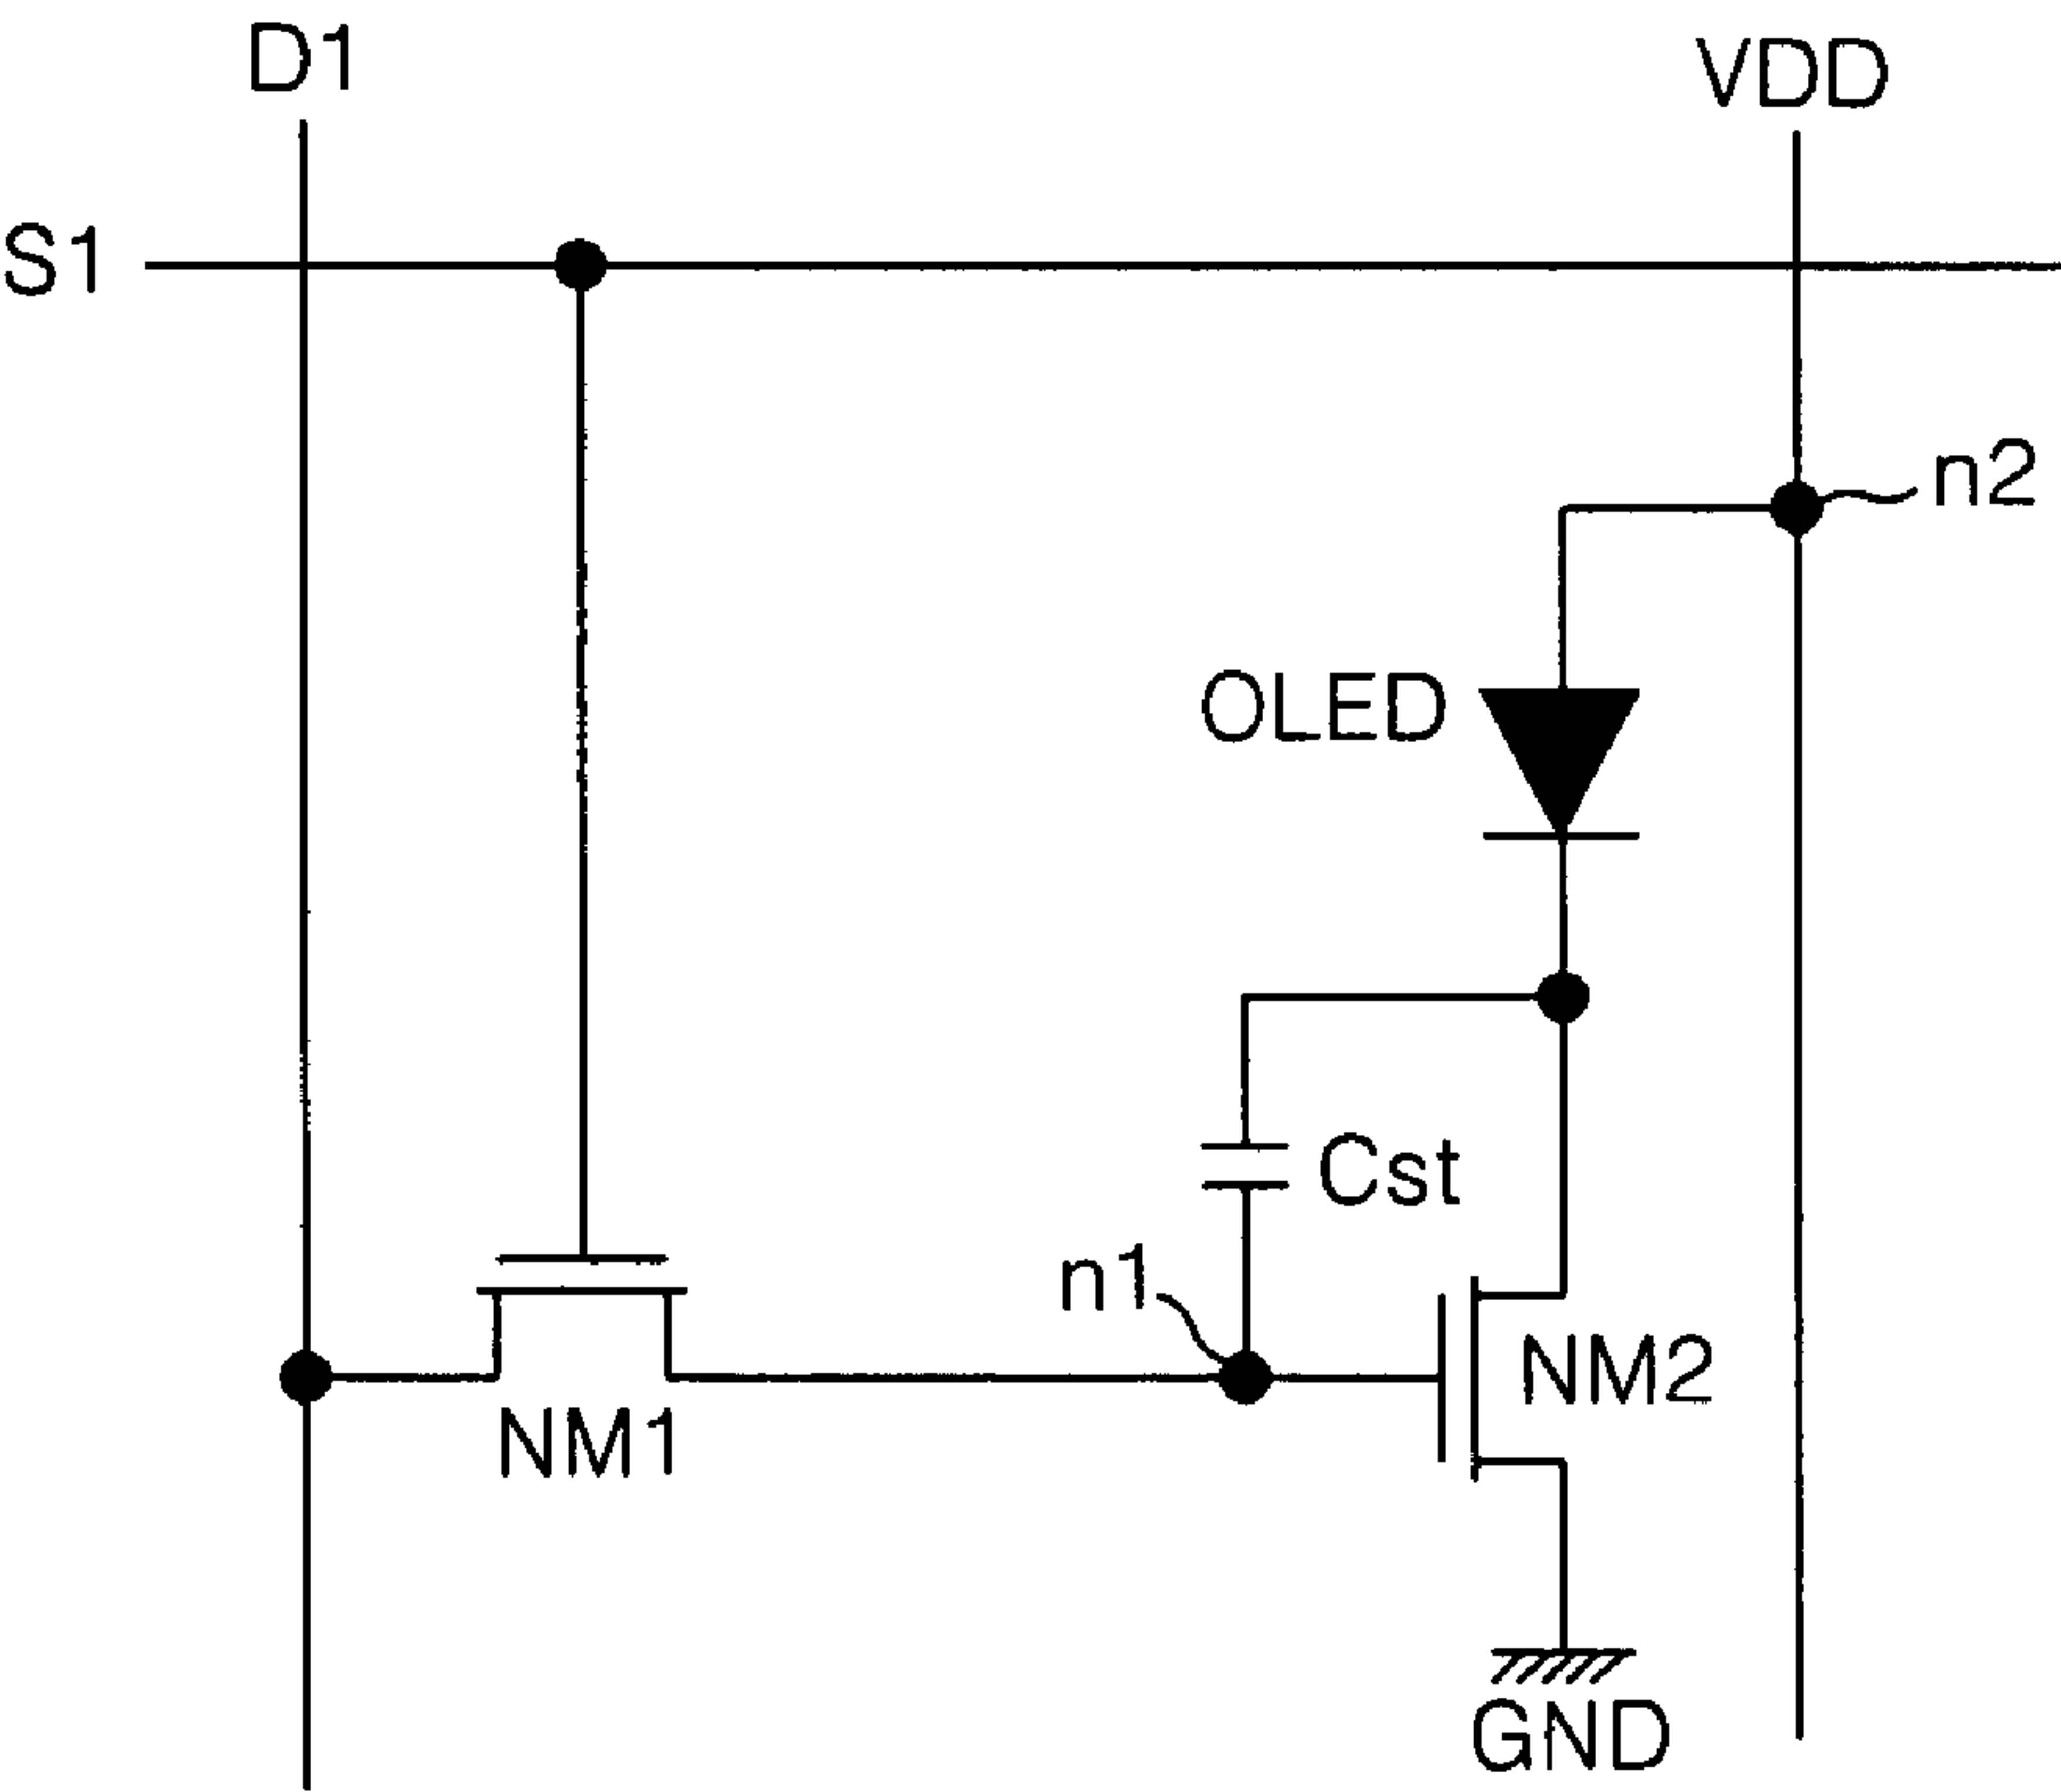 D1
VDD
S1
n2
OLED
Cst
n1
NM2
NM1
GND